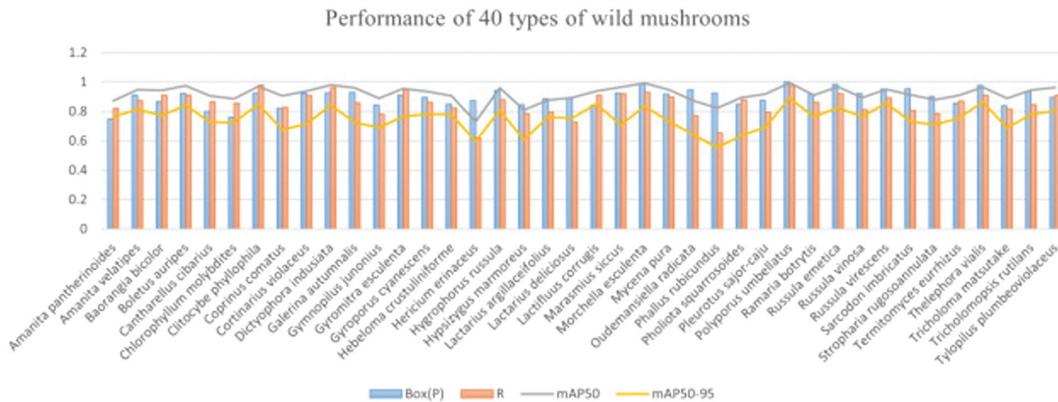 Performance of 40 types of wild mushrooms
1.2
1
0.8
0.6
0.4
0.2
0
Amanita pantherinoides
Amanita velatipes
Baorangia bicolor
Boletus auripes
Cantharellus cibarius
Chlorophyllum molybdites
Clitocybe phyllophila
Coprinus comatus
Cortinarius violaceus
Dictyophora indusiata
Galerina autumnalis
Gymnopilus junonius
Gyromitra esculenta
Gyroporus cyanescens
Hebeloma crustuliniforme
Hericium erinaceus
Hygrophorus russula
Hypsizygus marmoreus
Lactarius argillaceifolius
Lactarius deliciosus
Lactifluus corrugis
Marasmius siccus
Morchella esculenta
Mycena pura
Oudemansiella radicata
Phallus rubicundus
Pholiota squarrosoides
Pleurotus sajor-caju
Polyporus umbellatus
Ramaria botrytis
Russula emetica
Russula vinosa
Russula virescens
Sarcodon imbricatus
Stropharia rugosoannulata
Termitomyces eurrhizus
Thelephora vialis
Tricholoma matsutake
Tricholomopsis rutilans
Tylopilus plumbeoviolaceus
Box(P) R mAP50 mAP50-95